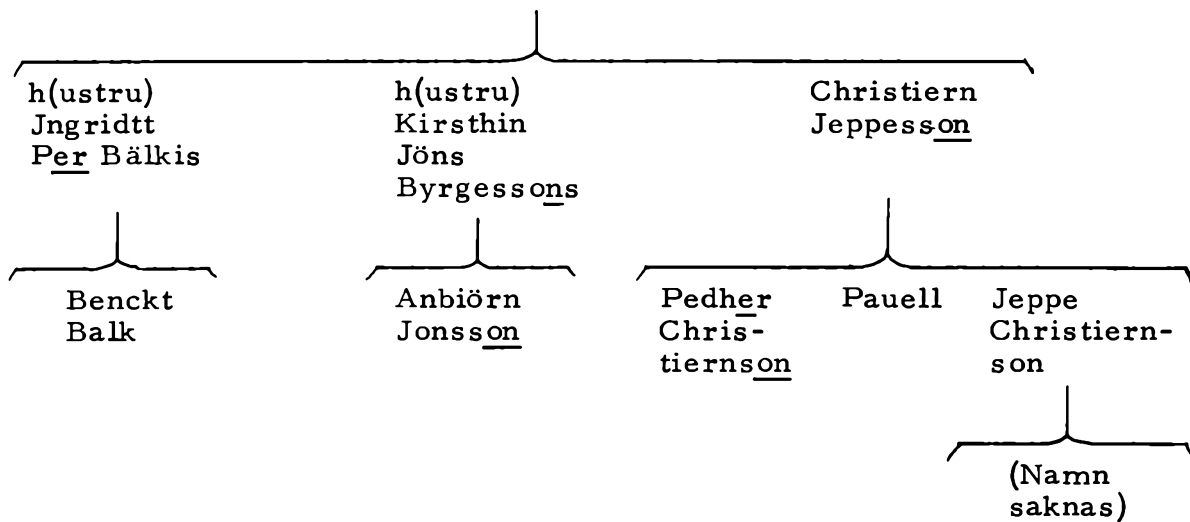 h(ustru)
Jngridtt
Per Bälkis
h(ustru)
Kirsthin
Jöns
Byrgessons
Christiern
Jeppesson
Benckt
Balk
Anbiörn
Jonsson
Pedher
Chris-
tiernson
Pauell
Jeppe
Christiern-
son
(Namn
saknas)